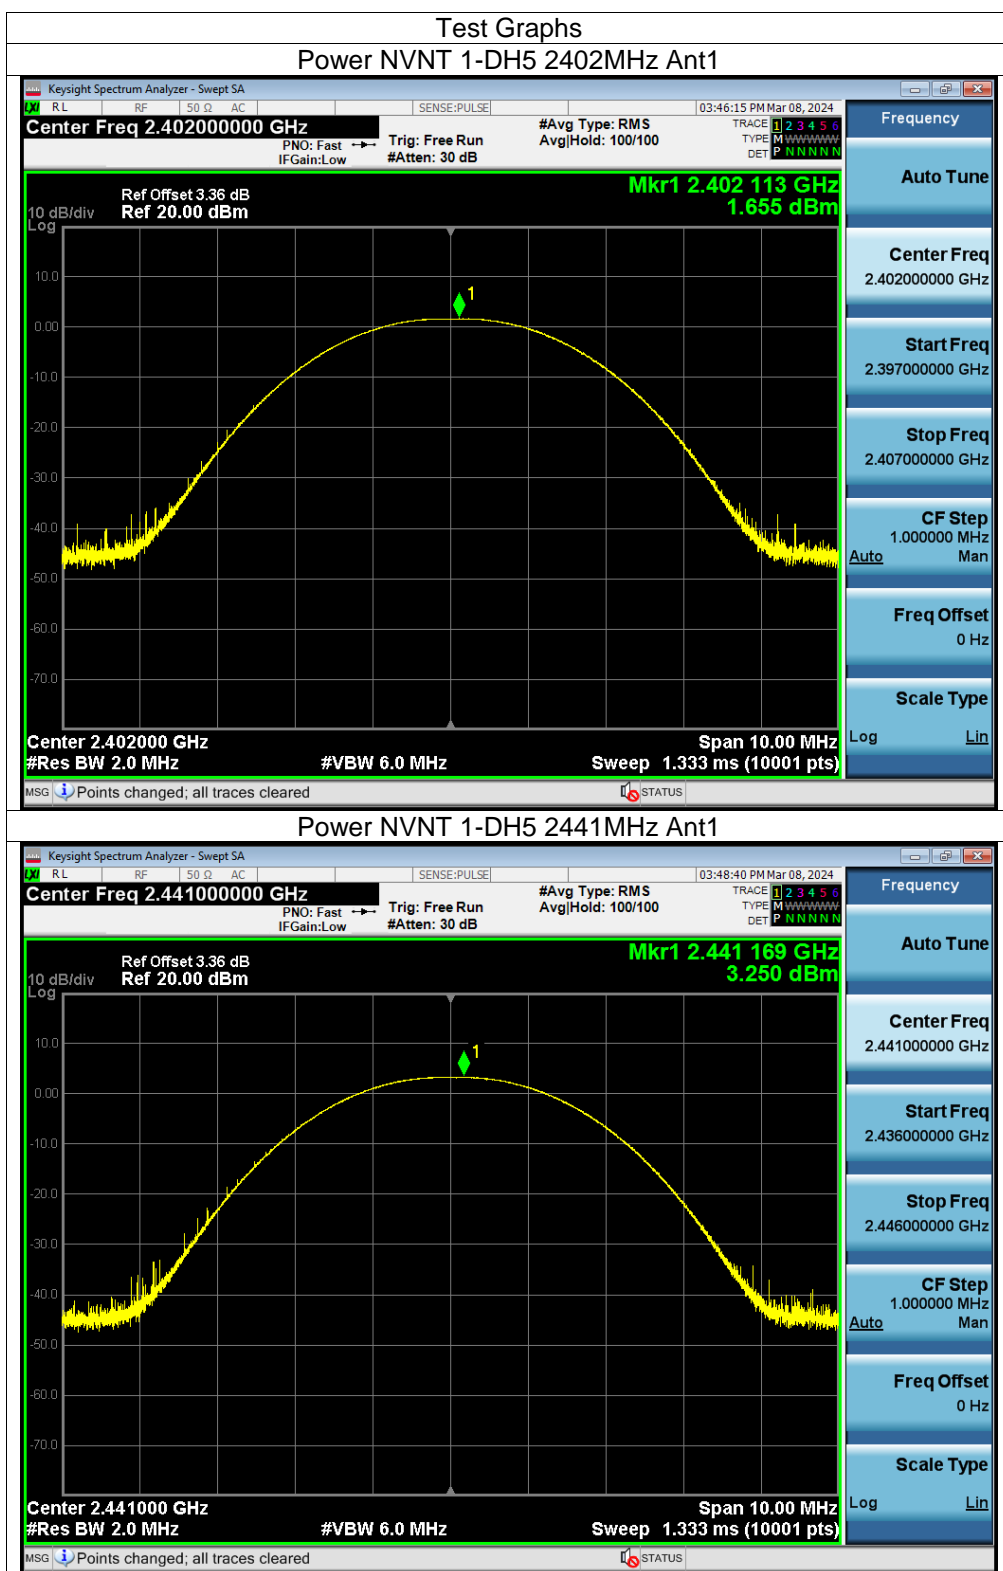 Test Graphs
Power NVNT 1-DH5 2402MHz Ant1
Keysight Spectrum Analyzer - Swept SA
LXI RL RF 50 Ω AC SENSE:PULSE 03:46:15 PM Mar 08, 2024
Center Freq 2.402000000 GHz #Avg Type: RMS TRACE 1 2 3 4 5 6
PNO: Fast Trig: Free Run Avg|Hold: 100/100 TYPE M WWWWW
IFGain:Low #Atten: 30 dB DET P N N N N N
Frequency
Auto Tune
Ref Offset 3.36 dB Mkr1 2.402 113 GHz
10 dB/div Ref 20.00 dBm 1.655 dBm
Log
10.0
0.00
-10.0
-20.0
-30.0
-40.0
-50.0
-60.0
-70.0
1
Center Freq
2.402000000 GHz
Start Freq
2.397000000 GHz
Stop Freq
2.407000000 GHz
CF Step
1.000000 MHz
Auto Man
Freq Offset
0 Hz
Scale Type
Log Lin
Center 2.402000 GHz Span 10.00 MHz
#Res BW 2.0 MHz #VBW 6.0 MHz Sweep 1.333 ms (10001 pts)
MSG Points changed; all traces cleared STATUS
Power NVNT 1-DH5 2441MHz Ant1
Keysight Spectrum Analyzer - Swept SA
LXI RL RF 50 Ω AC SENSE:PULSE 03:48:40 PM Mar 08, 2024
Center Freq 2.441000000 GHz #Avg Type: RMS TRACE 1 2 3 4 5 6
PNO: Fast Trig: Free Run Avg|Hold: 100/100 TYPE M WWWWW
IFGain:Low #Atten: 30 dB DET P N N N N N
Frequency
Auto Tune
Ref Offset 3.36 dB Mkr1 2.441 169 GHz
10 dB/div Ref 20.00 dBm 3.250 dBm
Log
10.0
0.00
-10.0
-20.0
-30.0
-40.0
-50.0
-60.0
-70.0
1
Center Freq
2.441000000 GHz
Start Freq
2.436000000 GHz
Stop Freq
2.446000000 GHz
CF Step
1.000000 MHz
Auto Man
Freq Offset
0 Hz
Scale Type
Log Lin
Center 2.441000 GHz Span 10.00 MHz
#Res BW 2.0 MHz #VBW 6.0 MHz Sweep 1.333 ms (10001 pts)
MSG Points changed; all traces cleared STATUS